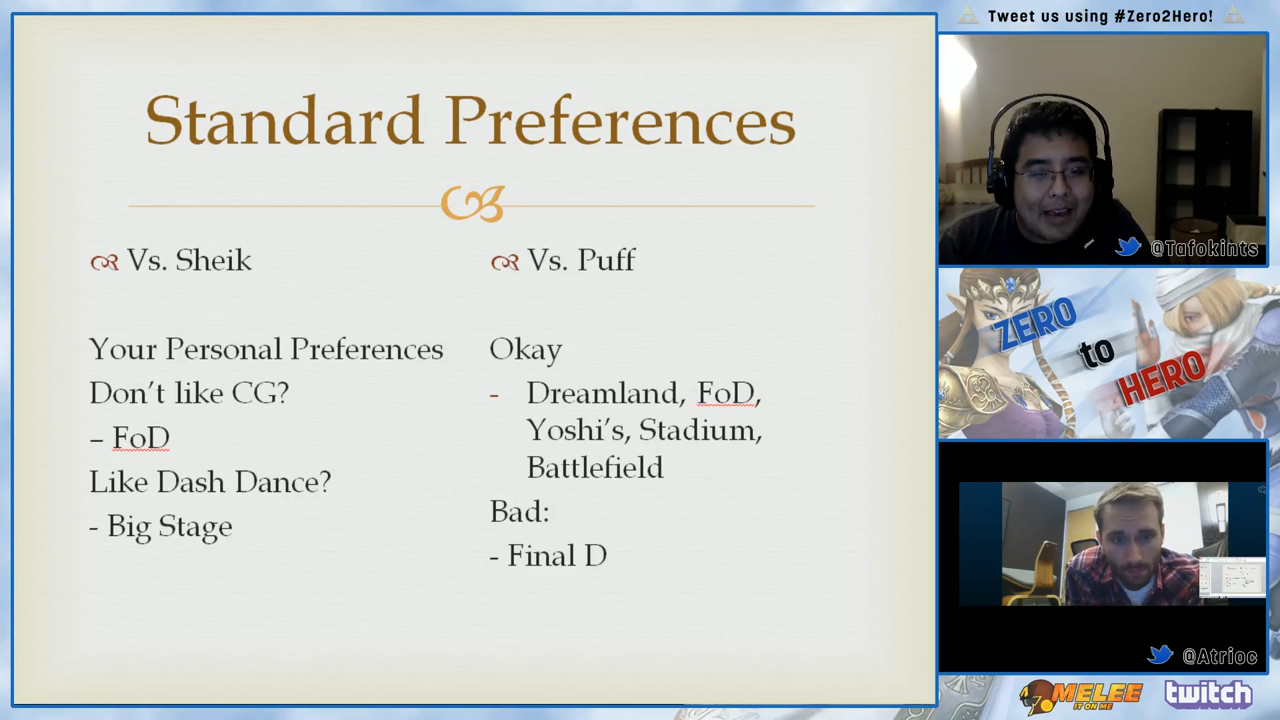 Tweet us using #Zero2Hero!
Standard Preferences
Vs. Sheik
Your Personal Preferences
Don't like CG?
– FoD
Like Dash Dance?
- Big Stage
Vs. Puff
Okay
- Dreamland, FoD,
Yoshi's, Stadium,
Battlefield
Bad:
- Final D
@Tafokints
ZERO
to
HERO
@Atrioc
MELEE
IT ON ME
twitch